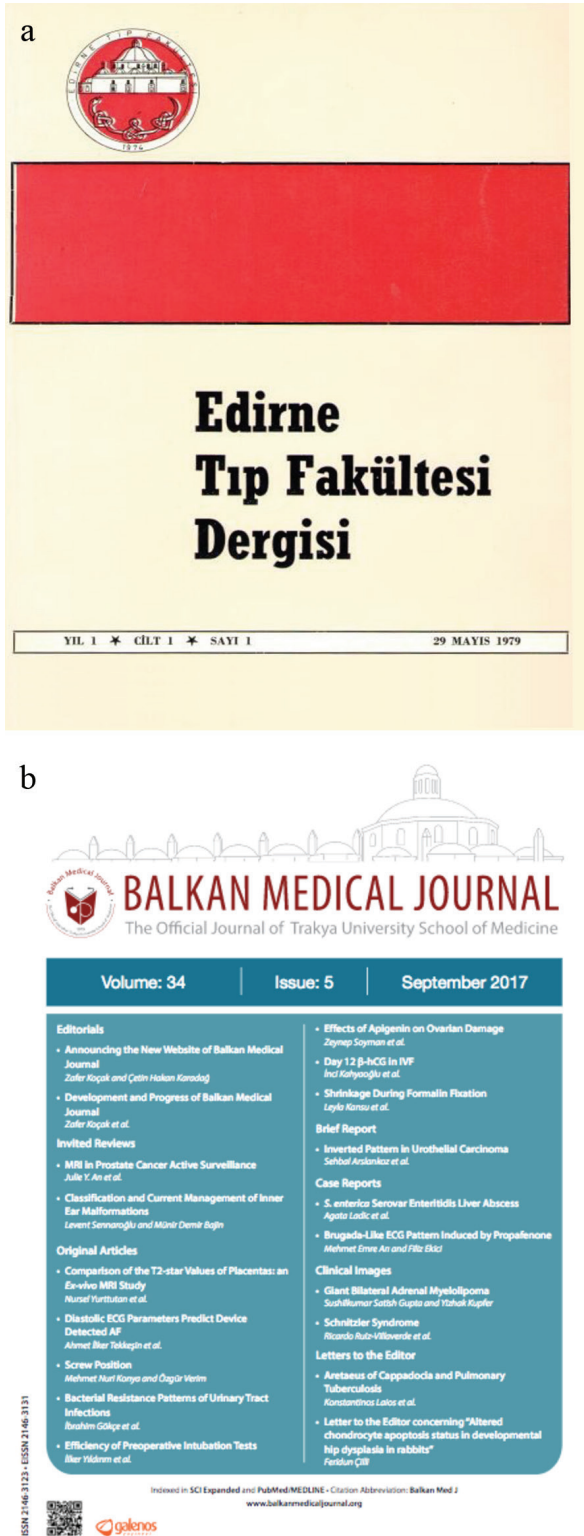 a
EDİRNE TIP FAKÜLTESİ
1974
Edirne
Tıp Fakültesi
Dergisi
YIL 1 ★ CİLT 1 ★ SAYI 1 29 MAYIS 1979
b
Balkan Medical Journal
BALKAN MEDICAL JOURNAL
The Official Journal of Trakya University School of Medicine
Volume: 34 Issue: 5 September 2017
Editorials
• Announcing the New Website of Balkan Medical
Journal
Zafer Koçak and Çetin Hakan Karadağ
• Development and Progress of Balkan Medical
Journal
Zafer Koçak et al.
Invited Reviews
• MRI in Prostate Cancer Active Surveillance
Julie Y. An et al.
• Classification and Current Management of Inner
Ear Malformations
Levent Sennaroğlu and Münir Demir Bajin
Original Articles
• Comparison of the T2-star Values of Placentas: an
Ex-vivo MRI Study
Nursel Yurttutan et al.
• Diastolic ECG Parameters Predict Device
Detected AF
Ahmet İlker Tekkeşin et al.
• Screw Position
Mehmet Nuri Konya and Özgür Verim
• Bacterial Resistance Patterns of Urinary Tract
Infections
İbrahim Gökçe et al.
• Efficiency of Preoperative Intubation Tests
İlker Yıldırım et al.
• Effects of Apigenin on Ovarian Damage
Zeynep Soyman et al.
• Day 12 β-hCG in IVF
İnci Kahyaoğlu et al.
• Shrinkage During Formalin Fixation
Leyla Kansu et al.
Brief Report
• Inverted Pattern in Urothelial Carcinoma
Sehbal Arslankoz et al.
Case Reports
• S. enterica Serovar Enteritidis Liver Abscess
Agata Ladic et al.
• Brugada-Like ECG Pattern Induced by Propafenone
Mehmet Emre Arı and Filiz Ekici
Clinical Images
• Giant Bilateral Adrenal Myelolipoma
Sushilkumar Satish Gupta and Yizhak Kupfer
• Schnitzler Syndrome
Ricardo Ruiz-Villaverde et al.
Letters to the Editor
• Aretaeus of Cappadocia and Pulmonary
Tuberculosis
Konstantinos Laios et al.
• Letter to the Editor concerning "Altered
chondrocyte apoptosis status in developmental
hip dysplasia in rabbits"
Feridun Çilli
ISSN 2146-3123 • EISSN 2146-3131
Indexed in SCI Expanded and PubMed/MEDLINE • Citation Abbreviation: Balkan Med J
www.balkanmedicaljournal.org
galenos